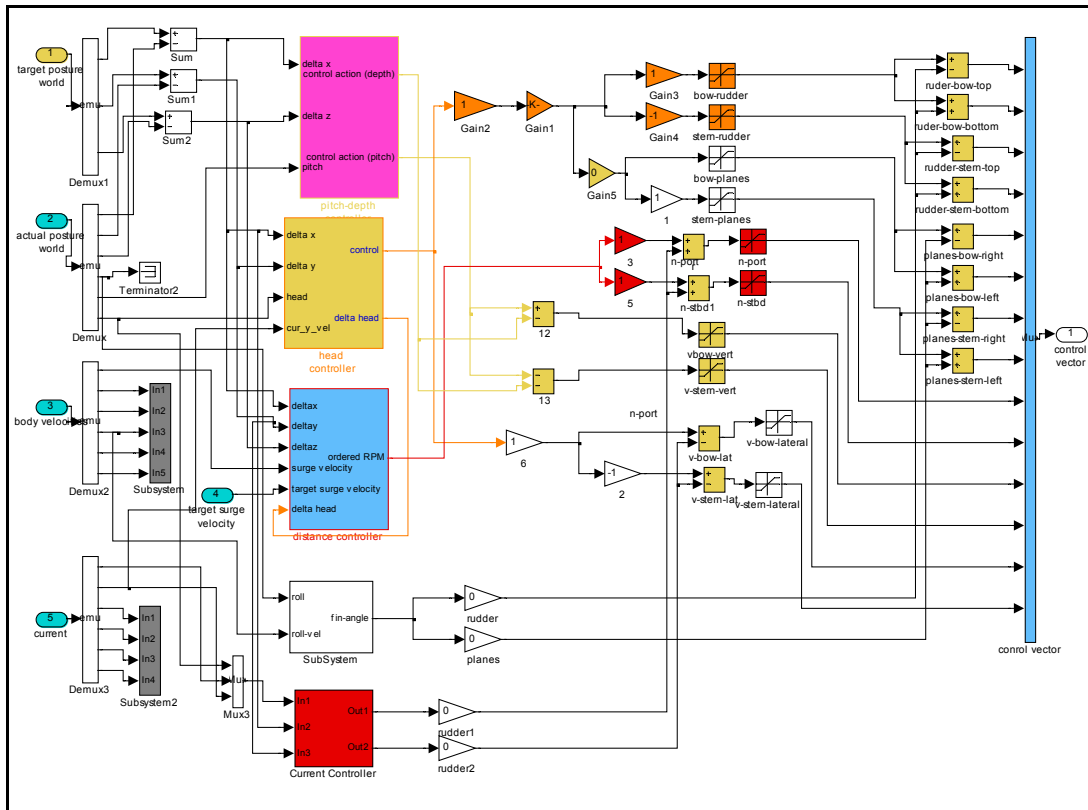 1
target posture
world
emu
Demux1
+
−
Sum
+
−
Sum1
+
−
Sum2
delta x
control action (depth)
delta z
control action (pitch)
pitch
pitch-depth
controller
2
actual posture
world
emu
Demux
Terminator2
delta x
control
delta y
head
delta head
cur_y_vel
head
controller
3
body velocities
emu
Demux2
In1
In2
In3
In4
In5
Subsystem
4
target surge
velocity
deltax
deltay
deltaz
ordered RPM
surge velocity
target surge velocity
delta head
distance controller
5
current
emu
Demux3
In1
In2
In3
In4
Subsystem2
Mux
Mux3
roll
fin-angle
roll-vel
SubSystem
In1
Out1
In2
Out2
In3
Current Controller
1
Gain2
-K-
Gain1
1
Gain3
bow-rudder
-1
Gain4
stern-rudder
0
Gain5
bow-planes
1
1
stern-planes
1
3
+
+
n-port
n-port
1
5
+
+
n-stbd1
n-stbd
+
−
12
vbow-vert
+
−
13
v-stern-vert
n-port
1
6
+
−
v-bow-lat
v-bow-lateral
-1
2
+
−
v-stern-lat
v-stern-lateral
0
rudder
0
planes
0
rudder1
0
rudder2
+
−
ruder-bow-top
+
+
ruder-bow-bottom
+
−
rudder-stern-top
+
+
rudder-stern-bottom
+
−
planes-bow-right
+
+
planes-bow-left
+
−
planes-stern-right
+
+
planes-stern-left
Mux
conrol vector
1
control
vector